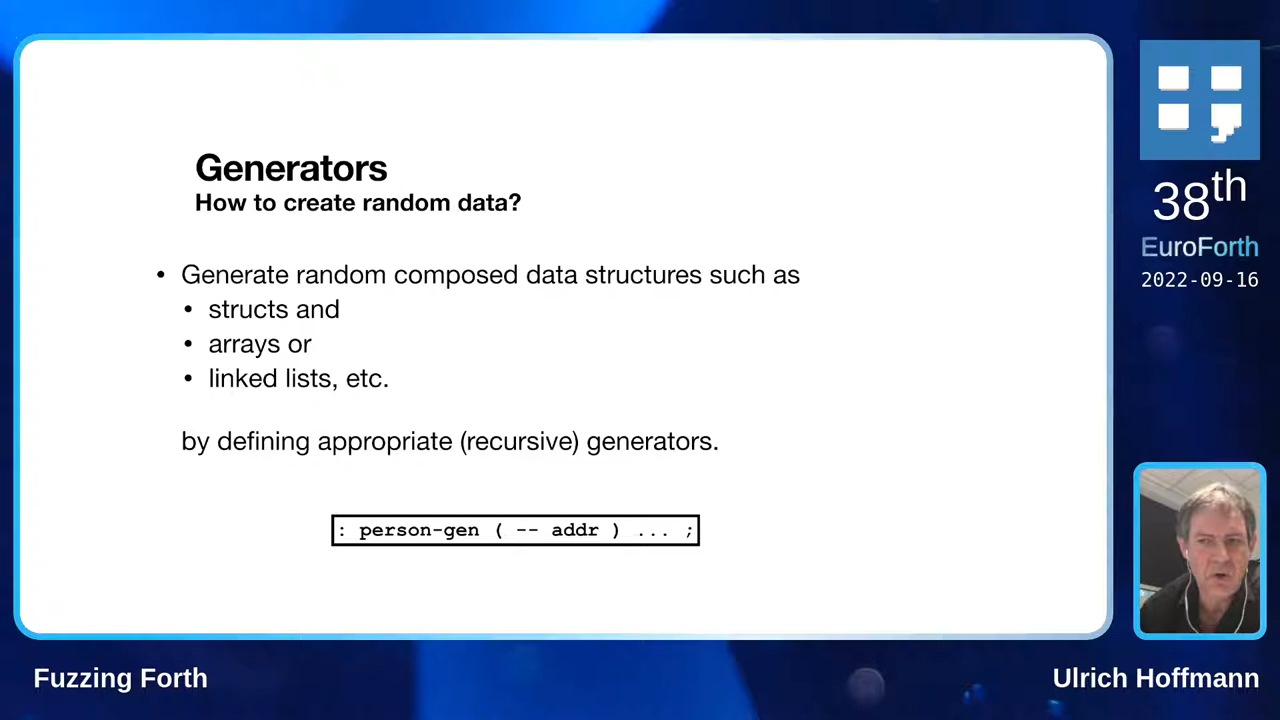 Generators
How to create random data?
• Generate random composed data structures such as
• structs and
• arrays or
• linked lists, etc.
by defining appropriate (recursive) generators.
: person-gen ( -- addr ) ... ;
38th
EuroForth
2022-09-16
Fuzzing Forth
Ulrich Hoffmann